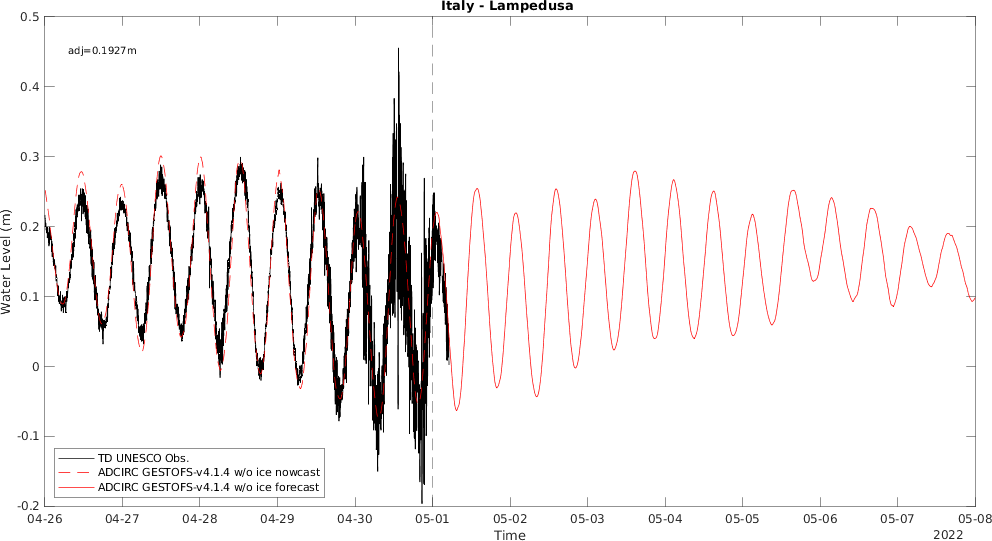 Italy - Lampedusa
adj=0.1927m
0.5
0.4
0.3
0.2
0.1
0
-0.1
-0.2
Water Level (m)
TD UNESCO Obs.
ADCIRC GESTOFS-v4.1.4 w/o ice nowcast
ADCIRC GESTOFS-v4.1.4 w/o ice forecast
04-26 04-27 04-28 04-29 04-30 05-01 05-02 05-03 05-04 05-05 05-06 05-07 05-08
Time
2022